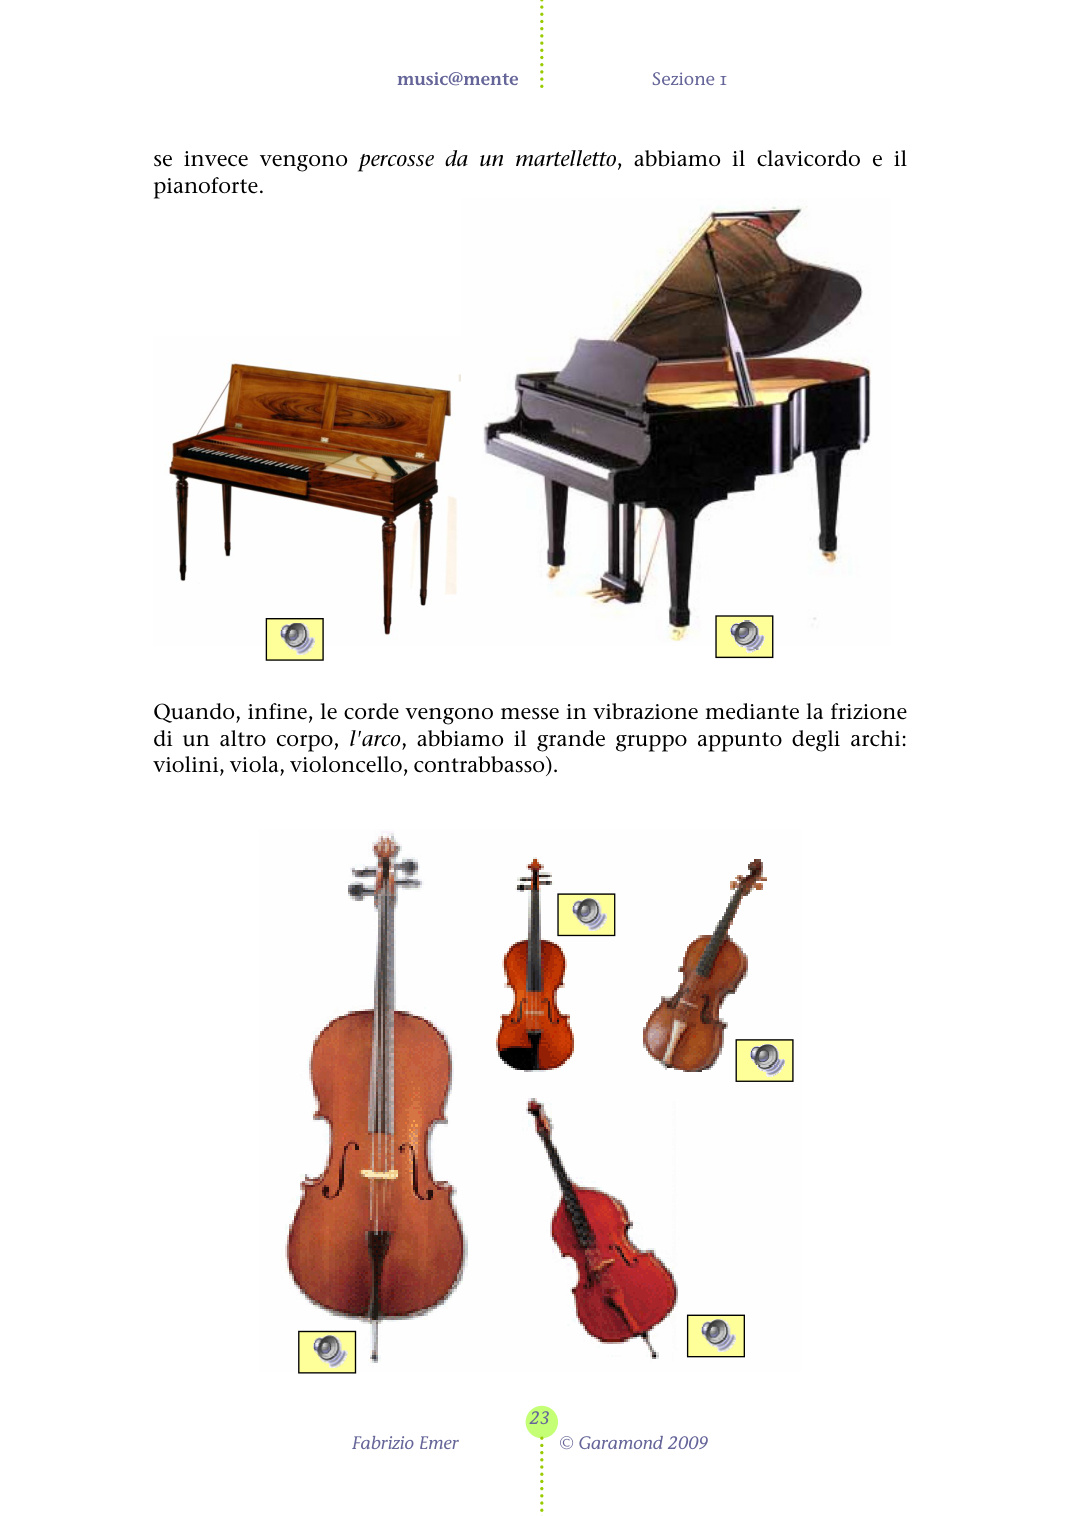 music@mente Sezione 1
se invece vengono percosse da un martelletto, abbiamo il clavicordo e il
pianoforte.
Quando, infine, le corde vengono messe in vibrazione mediante la frizione
di un altro corpo, l'arco, abbiamo il grande gruppo appunto degli archi:
violini, viola, violoncello, contrabbasso).
23
Fabrizio Emer © Garamond 2009